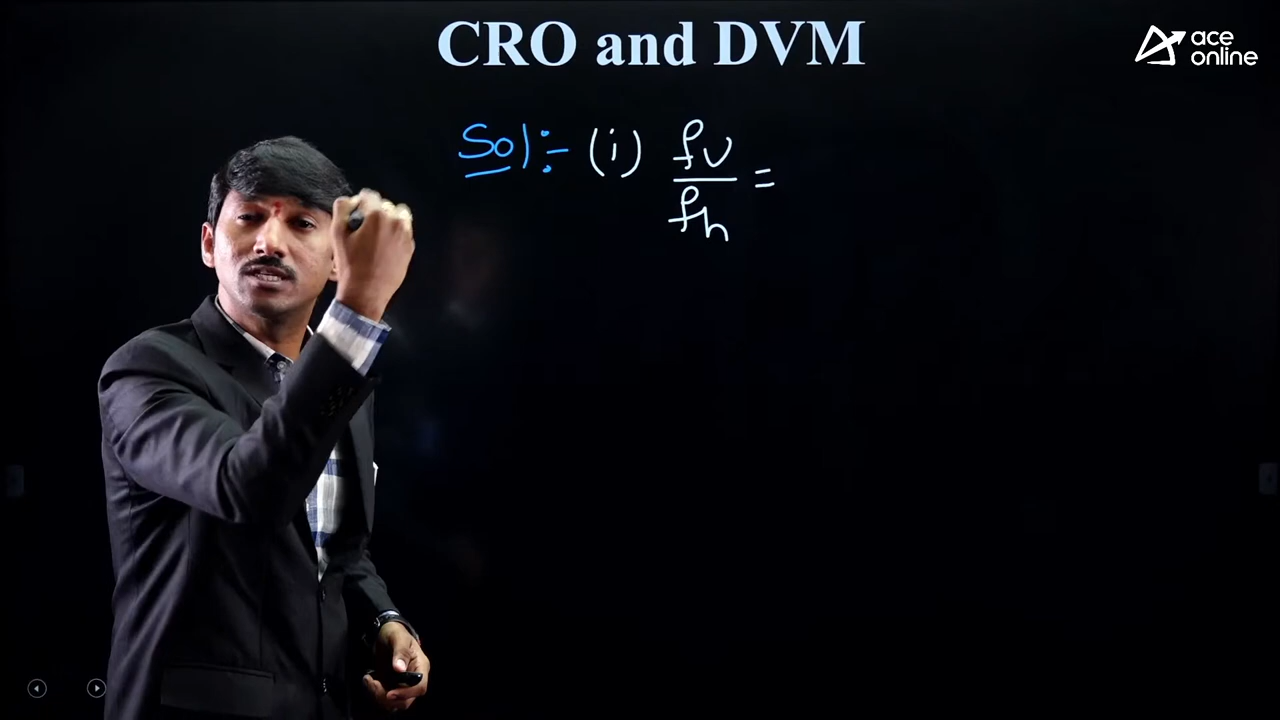 CRO and DVM
ace
online
Sol:- (i) fv/fh =